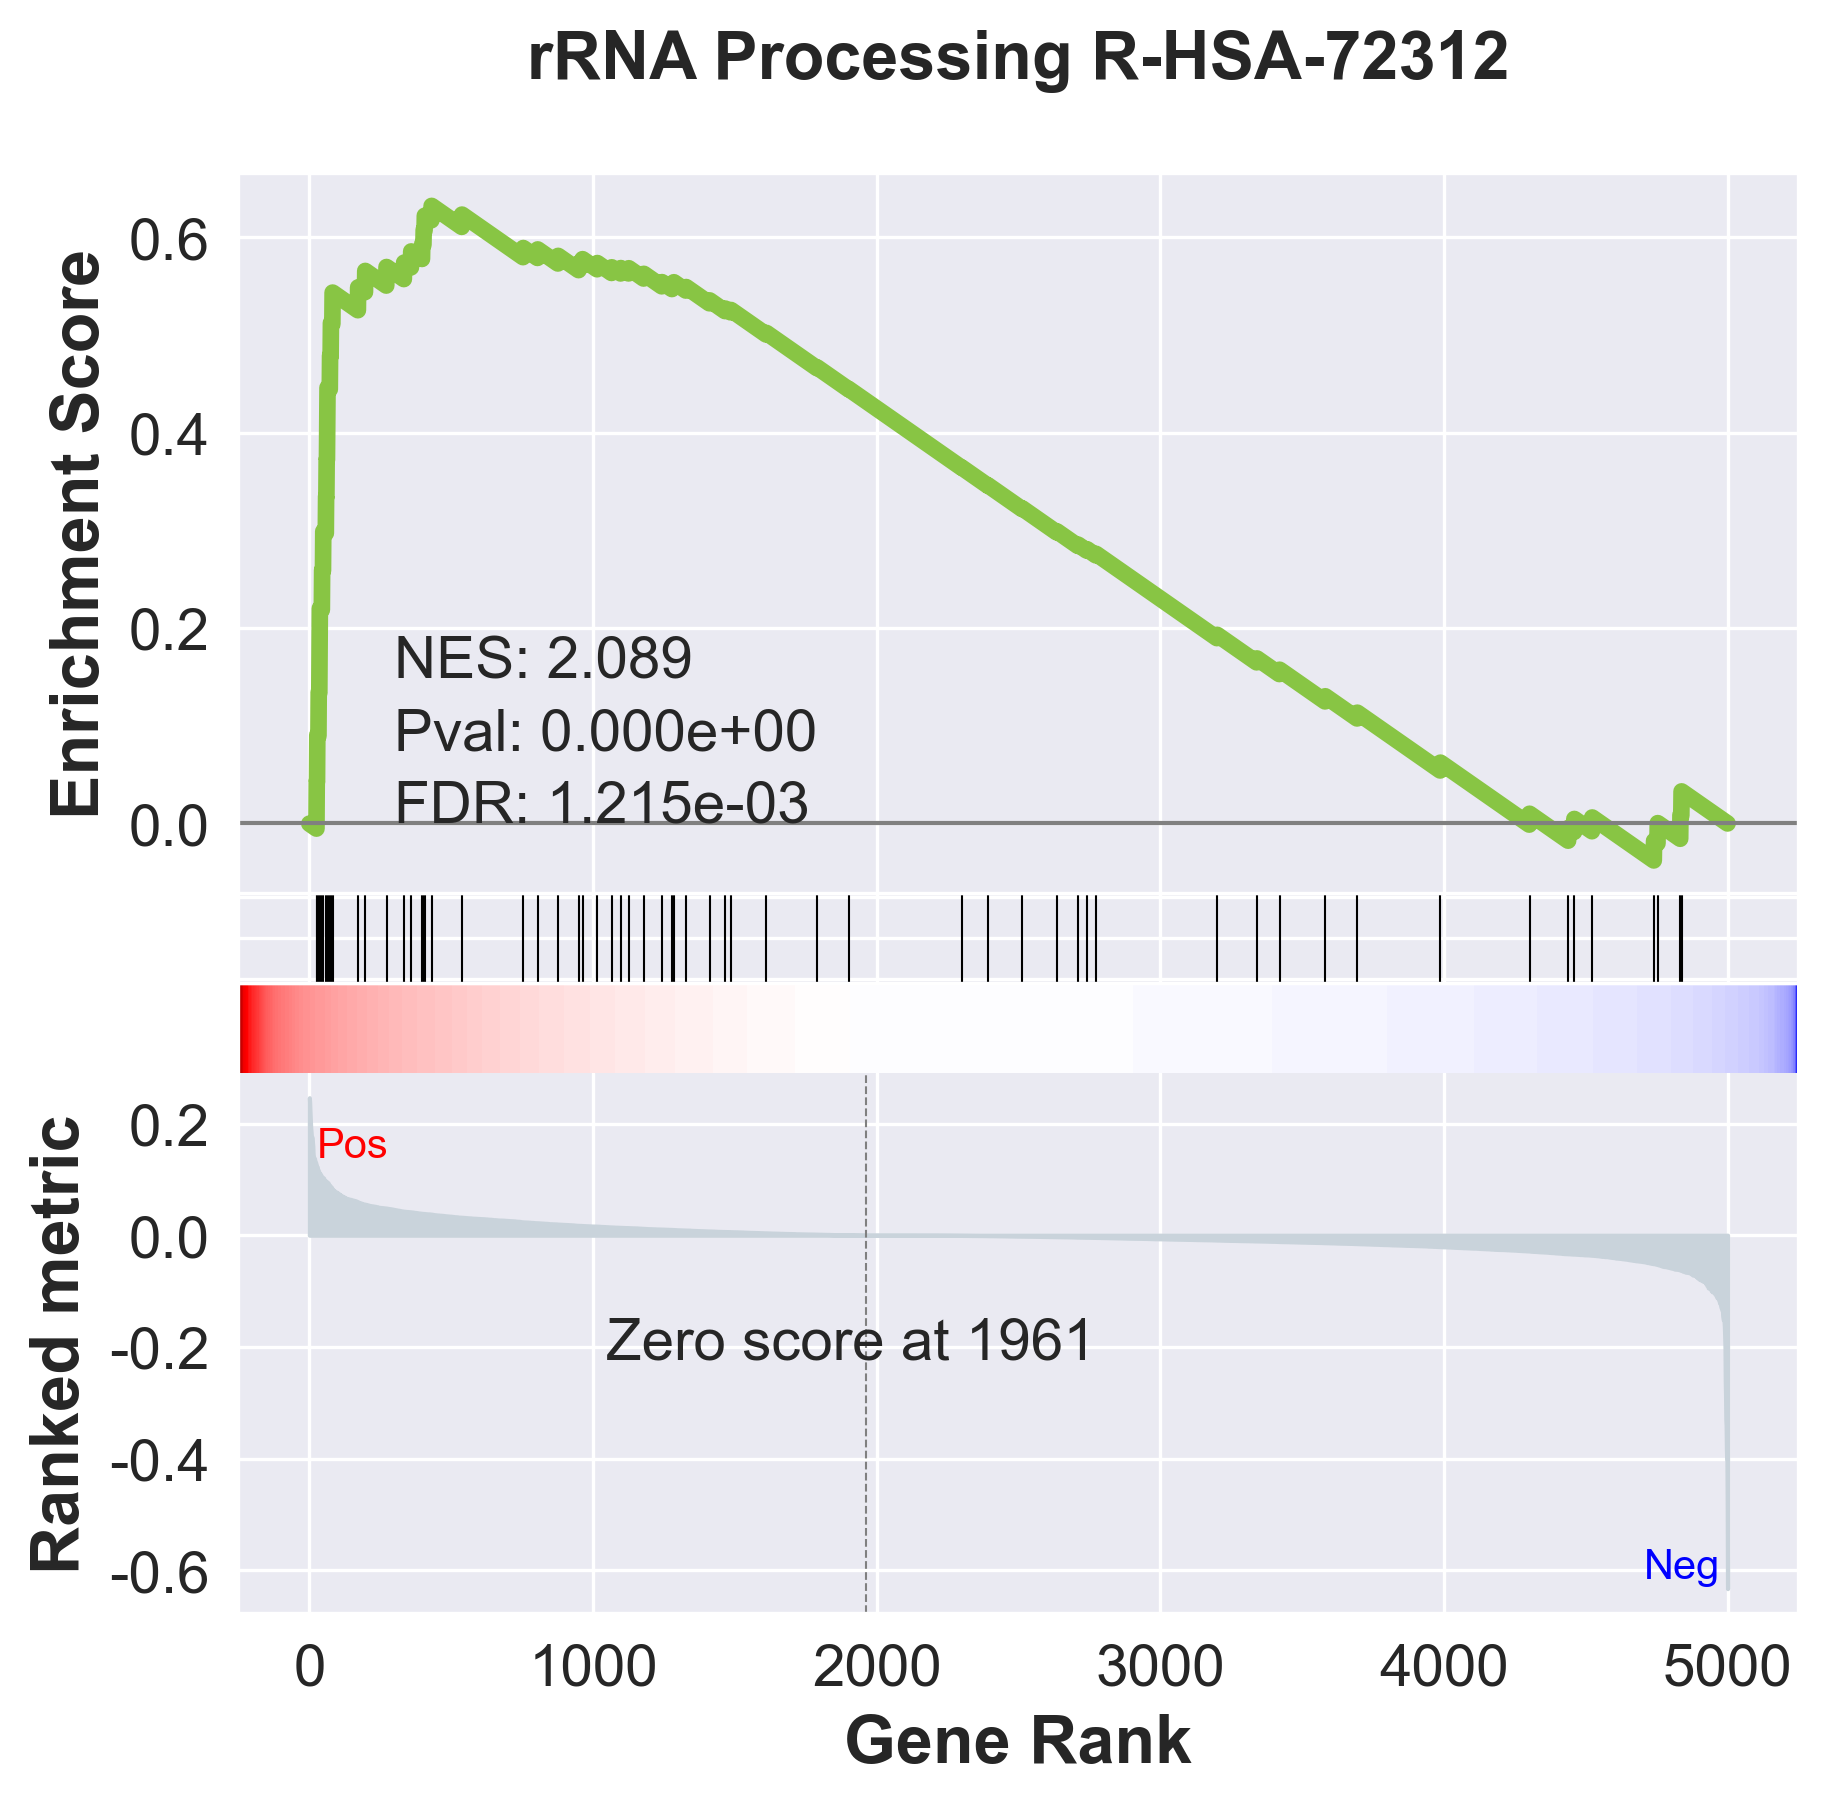 rRNA Processing R-HSA-72312
Enrichment Score
0.6
0.4
0.2
0.0
NES: 2.089
Pval: 0.000e+00
FDR: 1.215e-03
Ranked metric
0.2
0.0
-0.2
-0.4
-0.6
Pos
Zero score at 1961
Neg
0 1000 2000 3000 4000 5000
Gene Rank